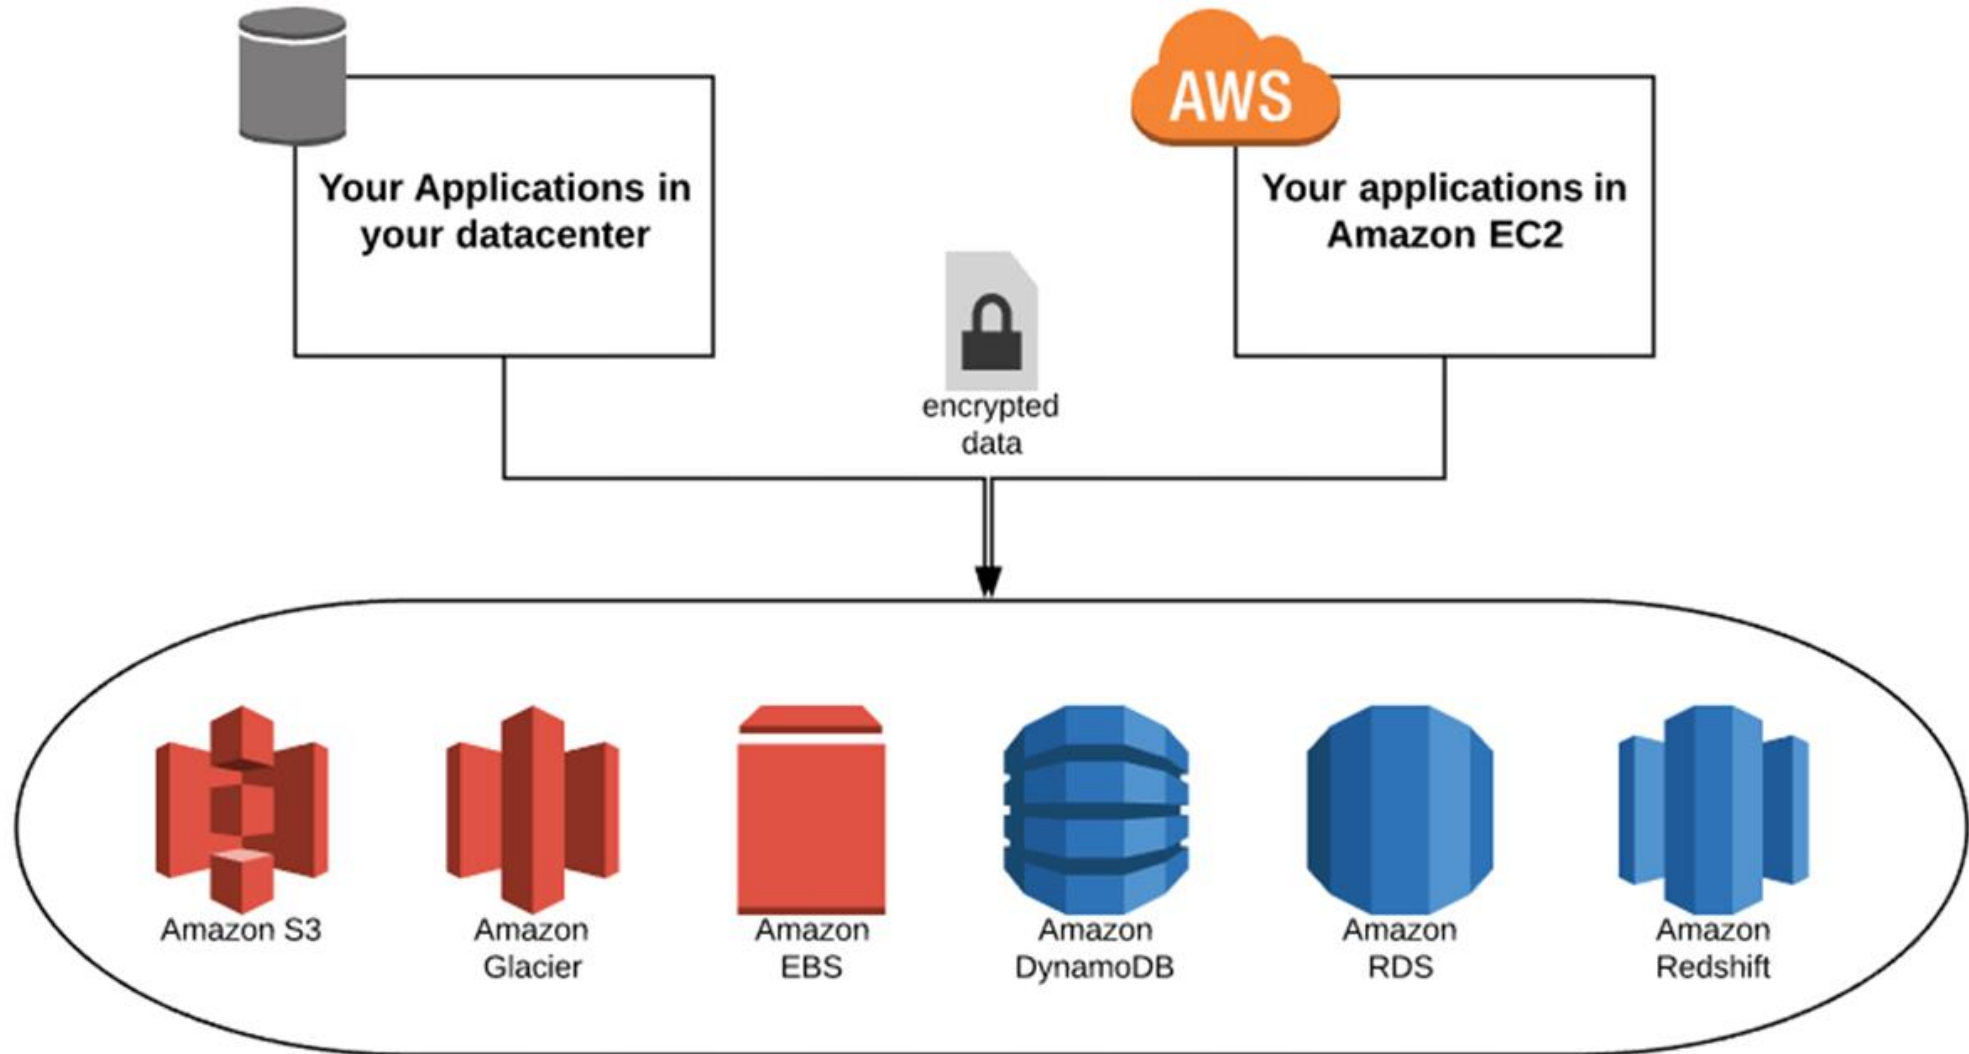 AWS
Your Applications in
your datacenter
Your applications in
Amazon EC2
encrypted
data
Amazon S3
Amazon
Glacier
Amazon
EBS
Amazon
DynamoDB
Amazon
RDS
Amazon
Redshift